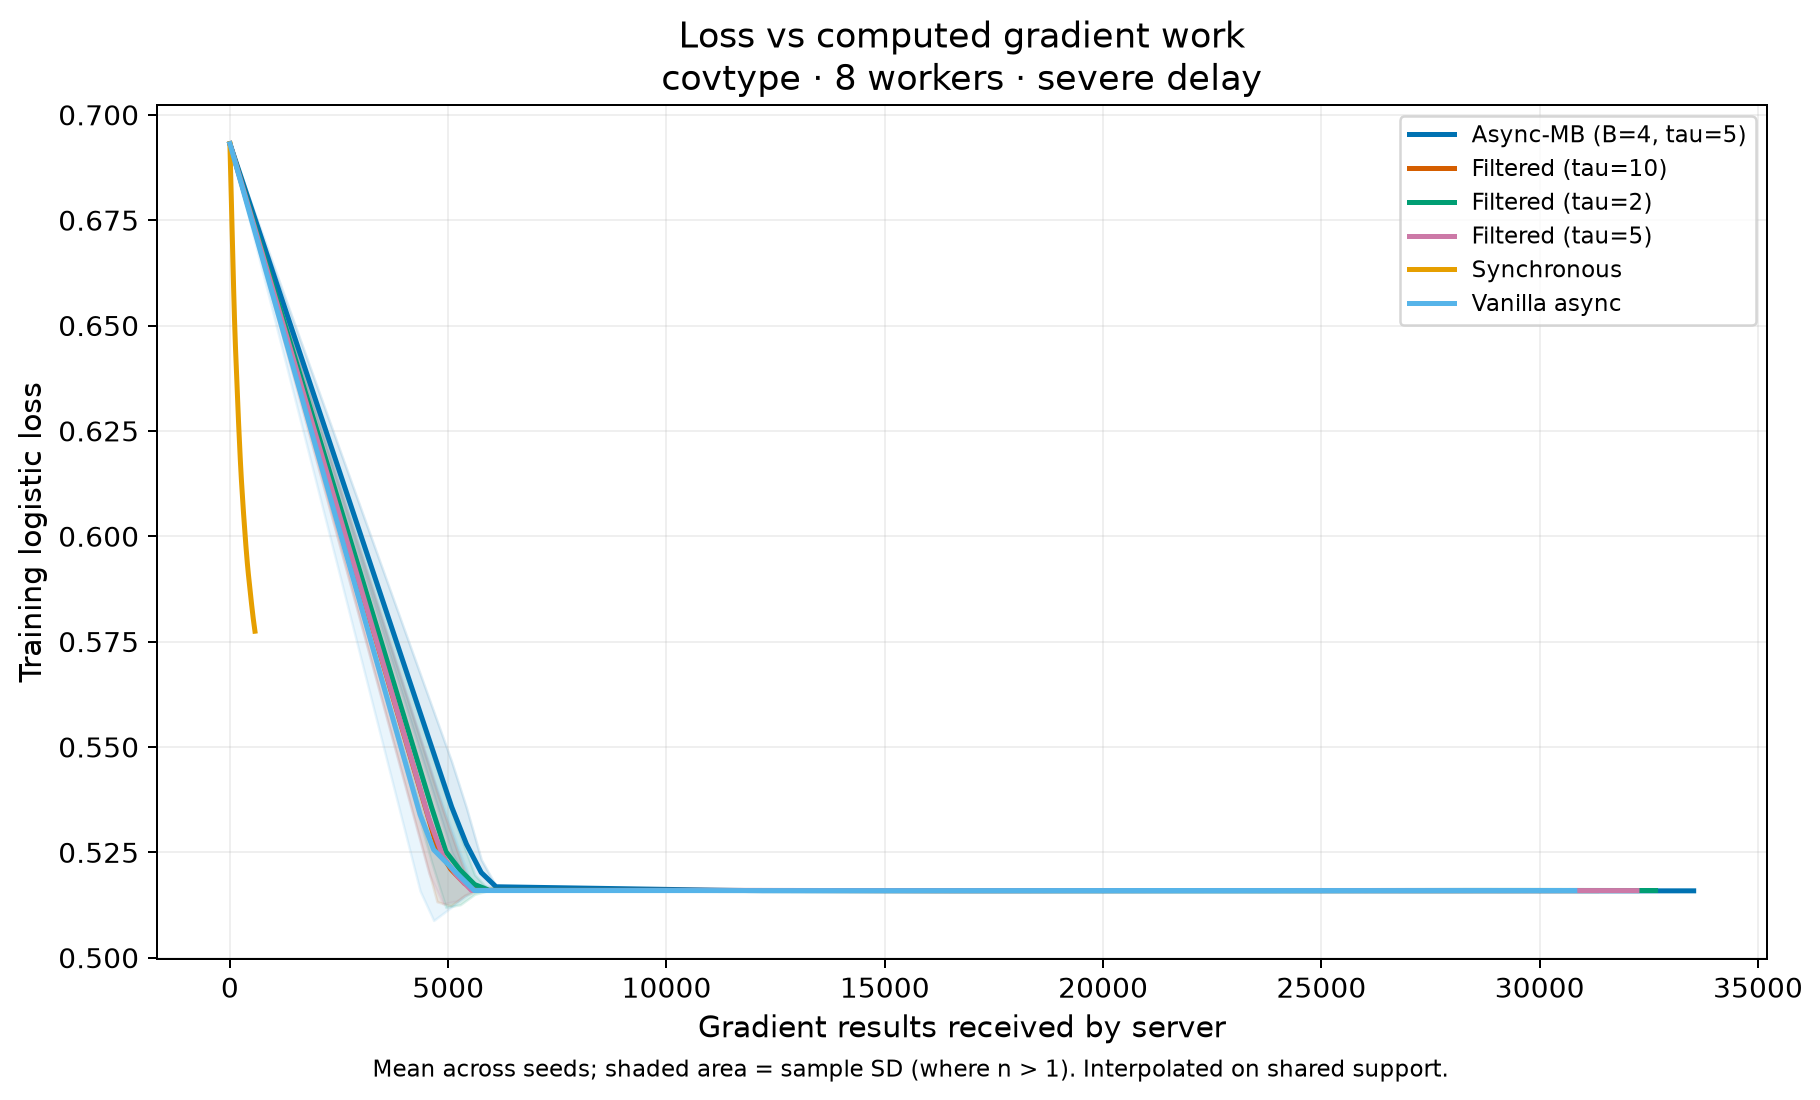 Loss vs computed gradient work
covtype · 8 workers · severe delay
0.700
0.675
0.650
0.625
0.600
0.575
0.550
0.525
0.500
Training logistic loss
Async-MB (B=4, tau=5)
Filtered (tau=10)
Filtered (tau=2)
Filtered (tau=5)
Synchronous
Vanilla async
0 5000 10000 15000 20000 25000 30000 35000
Gradient results received by server
Mean across seeds; shaded area = sample SD (where n > 1). Interpolated on shared support.